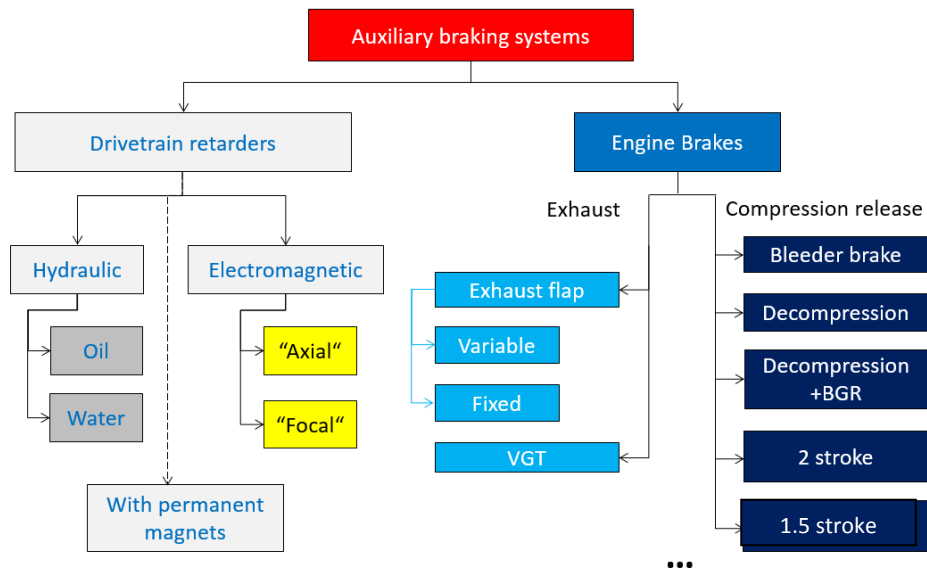 Auxiliary braking systems
Drivetrain retarders
Engine Brakes
Exhaust
Compression release
Hydraulic
Electromagnetic
Bleeder brake
Exhaust flap
Decompression
Oil
“Axial“
Variable
Decompression
+BGR
Water
“Focal“
Fixed
VGT
2 stroke
With permanent
magnets
1.5 stroke
...